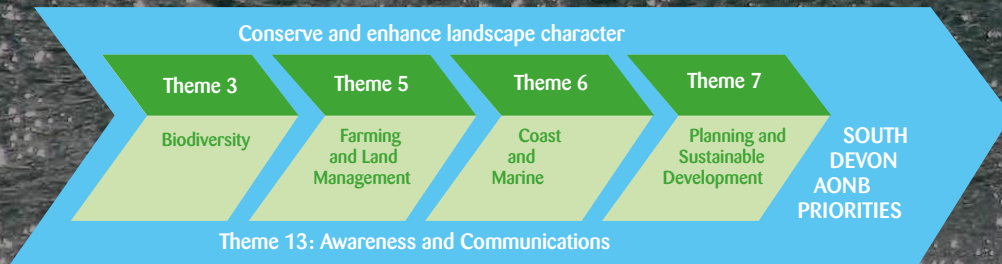 Conserve and enhance landscape character
Theme 3
Biodiversity
Theme 5
Farming
and Land
Management
Theme 6
Coast
and
Marine
Theme 7
Planning and
Sustainable
Development
SOUTH
DEVON
AONB
PRIORITIES
Theme 13: Awareness and Communications